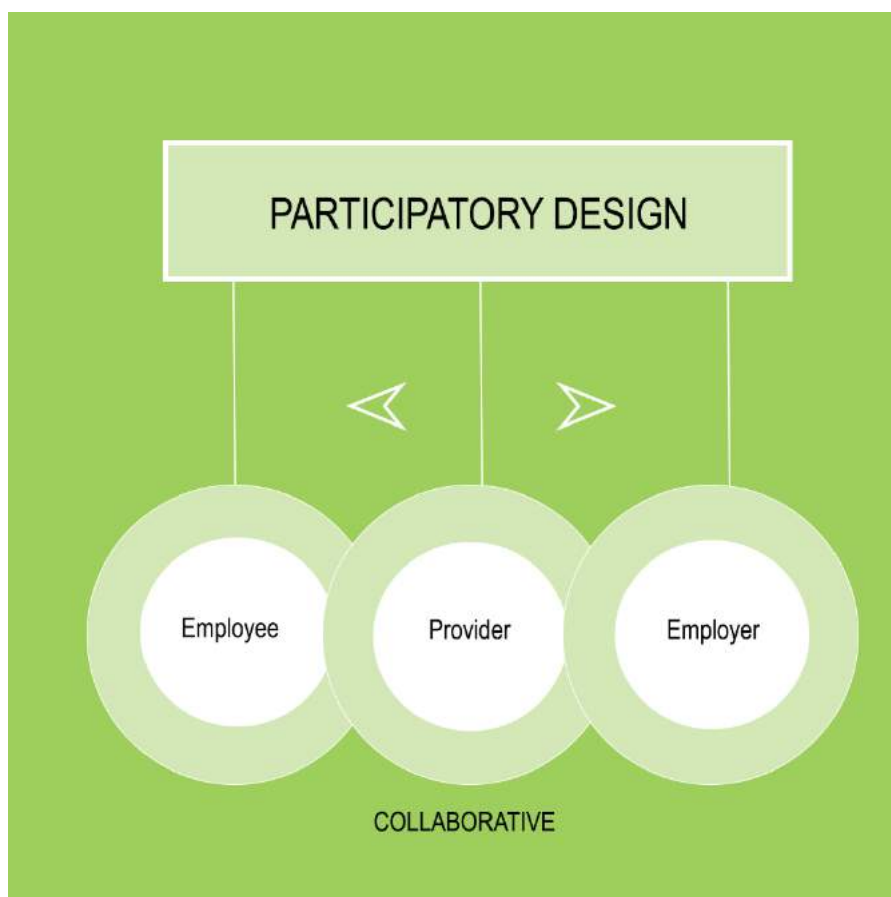 PARTICIPATORY DESIGN
Employee
Provider
Employer
COLLABORATIVE